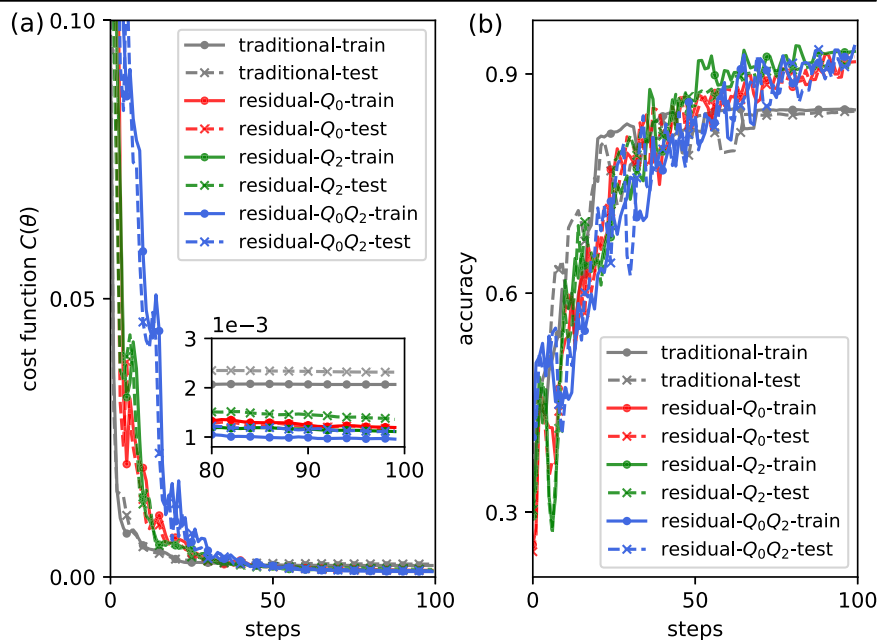 (a)
0.10
0.05
0.00
cost function C(θ)
traditional-train
traditional-test
residual-Q₀-train
residual-Q₀-test
residual-Q₂-train
residual-Q₂-test
residual-Q₀Q₂-train
residual-Q₀Q₂-test
1e−3
3
2
1
80 90 100
0 50 100
steps
(b)
0.9
0.6
0.3
accuracy
traditional-train
traditional-test
residual-Q₀-train
residual-Q₀-test
residual-Q₂-train
residual-Q₂-test
residual-Q₀Q₂-train
residual-Q₀Q₂-test
0 50 100
steps